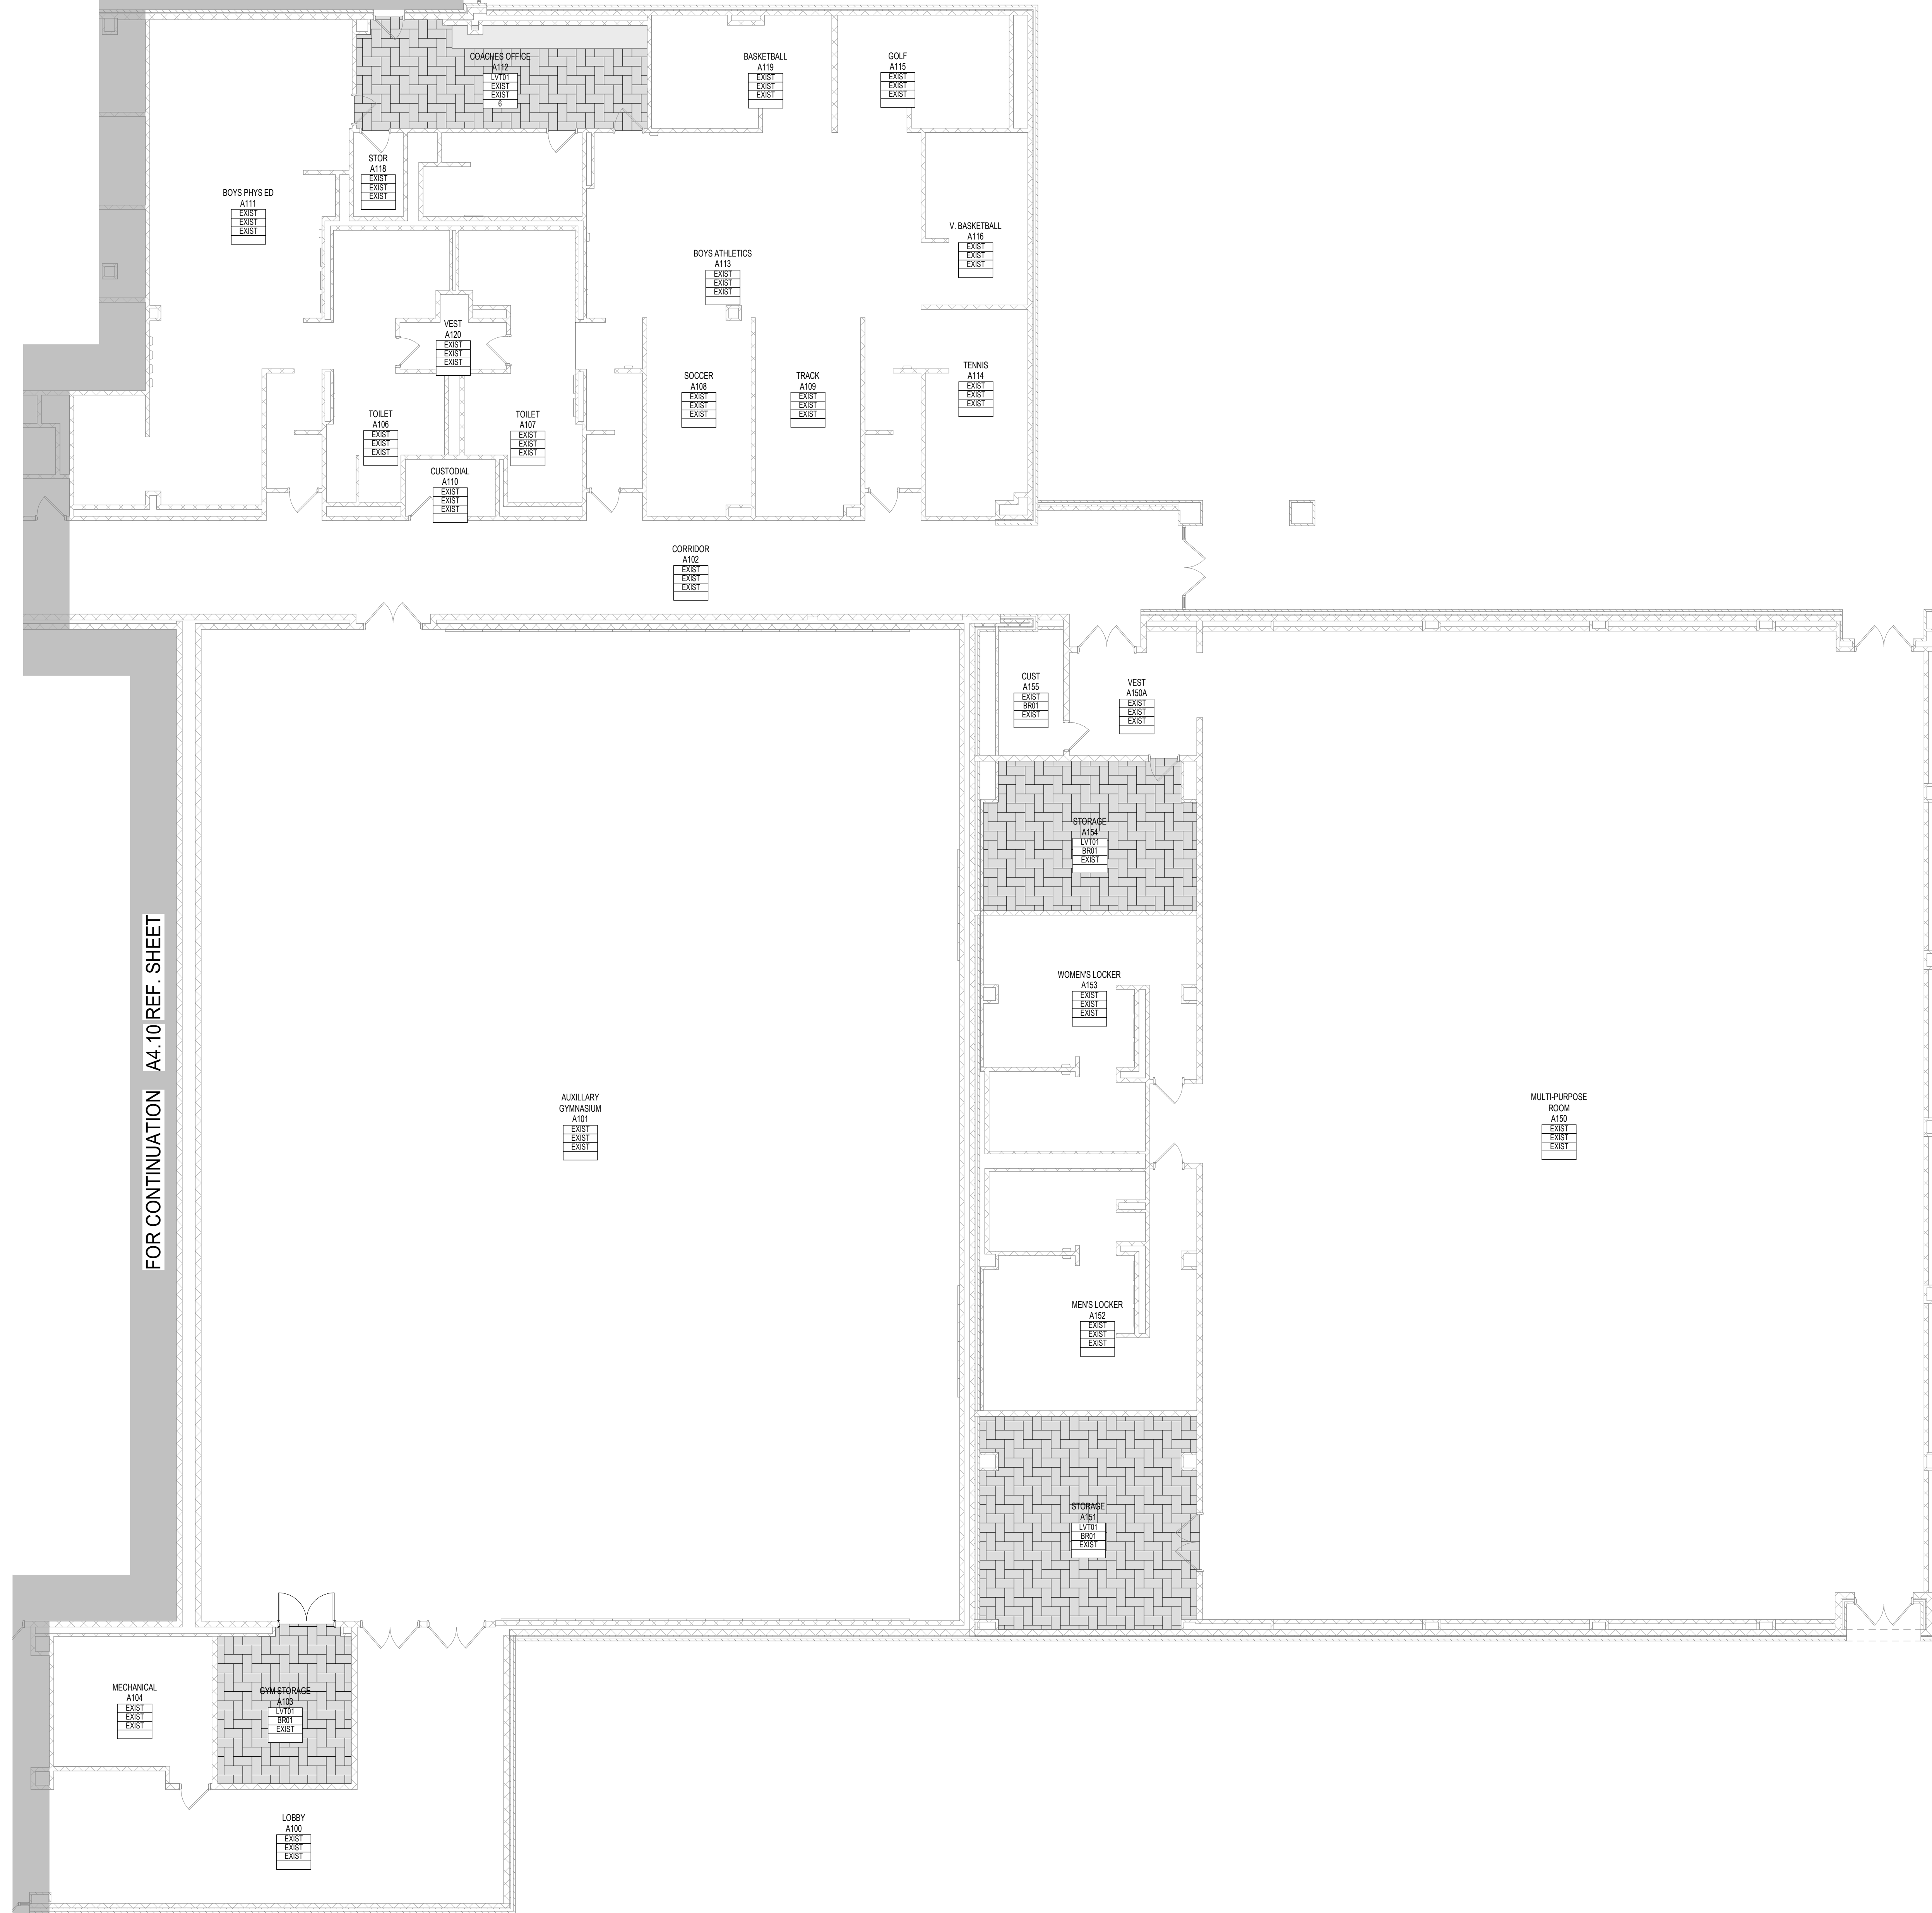 COACHES OFFICE
A112
LVT01
EXIST
EXIST
6
BASKETBALL
A119
EXIST
EXIST
EXIST
GOLF
A115
EXIST
EXIST
EXIST
STOR
A118
EXIST
EXIST
EXIST
BOYS PHYS ED
A111
EXIST
EXIST
EXIST
V. BASKETBALL
A116
EXIST
EXIST
EXIST
BOYS ATHLETICS
A113
EXIST
EXIST
EXIST
VEST
A120
EXIST
EXIST
EXIST
SOCCER
A108
EXIST
EXIST
EXIST
TRACK
A109
EXIST
EXIST
EXIST
TENNIS
A114
EXIST
EXIST
EXIST
TOILET
A106
EXIST
EXIST
EXIST
TOILET
A107
EXIST
EXIST
EXIST
CUSTODIAL
A110
EXIST
EXIST
EXIST
CORRIDOR
A102
EXIST
EXIST
EXIST
CUST
A155
EXIST
BR01
EXIST
VEST
A150A
EXIST
EXIST
EXIST
STORAGE
A154
LVT01
BR01
EXIST
FOR CONTINUATION A4.10 REF. SHEET
WOMEN'S LOCKER
A153
EXIST
EXIST
EXIST
AUXILLARY
GYMNASIUM
A101
EXIST
EXIST
EXIST
MULTI-PURPOSE
ROOM
A150
EXIST
EXIST
EXIST
MEN'S LOCKER
A152
EXIST
EXIST
EXIST
STORAGE
A151
LVT01
BR01
EXIST
MECHANICAL
A104
EXIST
EXIST
EXIST
GYM STORAGE
A103
LVT01
BR01
EXIST
LOBBY
A100
EXIST
EXIST
EXIST